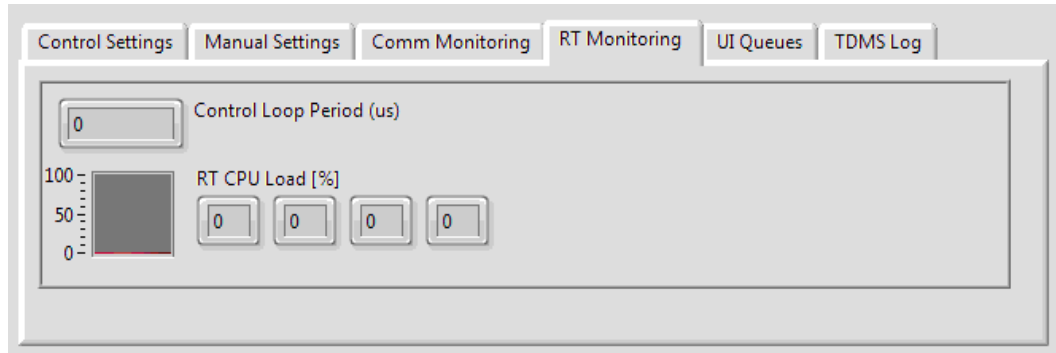 Control Settings Manual Settings Comm Monitoring RT Monitoring UI Queues TDMS Log
0 Control Loop Period (us)
100
50
0
RT CPU Load [%]
0 0 0 0